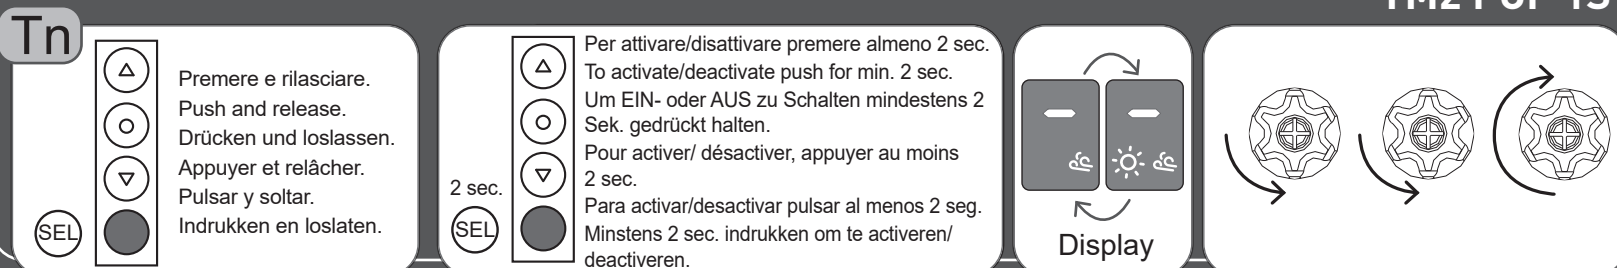 Tn
Premere e rilasciare.
Push and release.
Drücken und loslassen.
Appuyer et relâcher.
Pulsar y soltar.
Indrukken en loslaten.
SEL
Per attivare/disattivare premere almeno 2 sec.
To activate/deactivate push for min. 2 sec.
Um EIN- oder AUS zu Schalten mindestens 2
Sek. gedrückt halten.
Pour activer/ désactiver, appuyer au moins
2 sec.
Para activar/desactivar pulsar al menos 2 seg.
Minstens 2 sec. indrukken om te activeren/
deactiveren.
2 sec.
SEL
Display